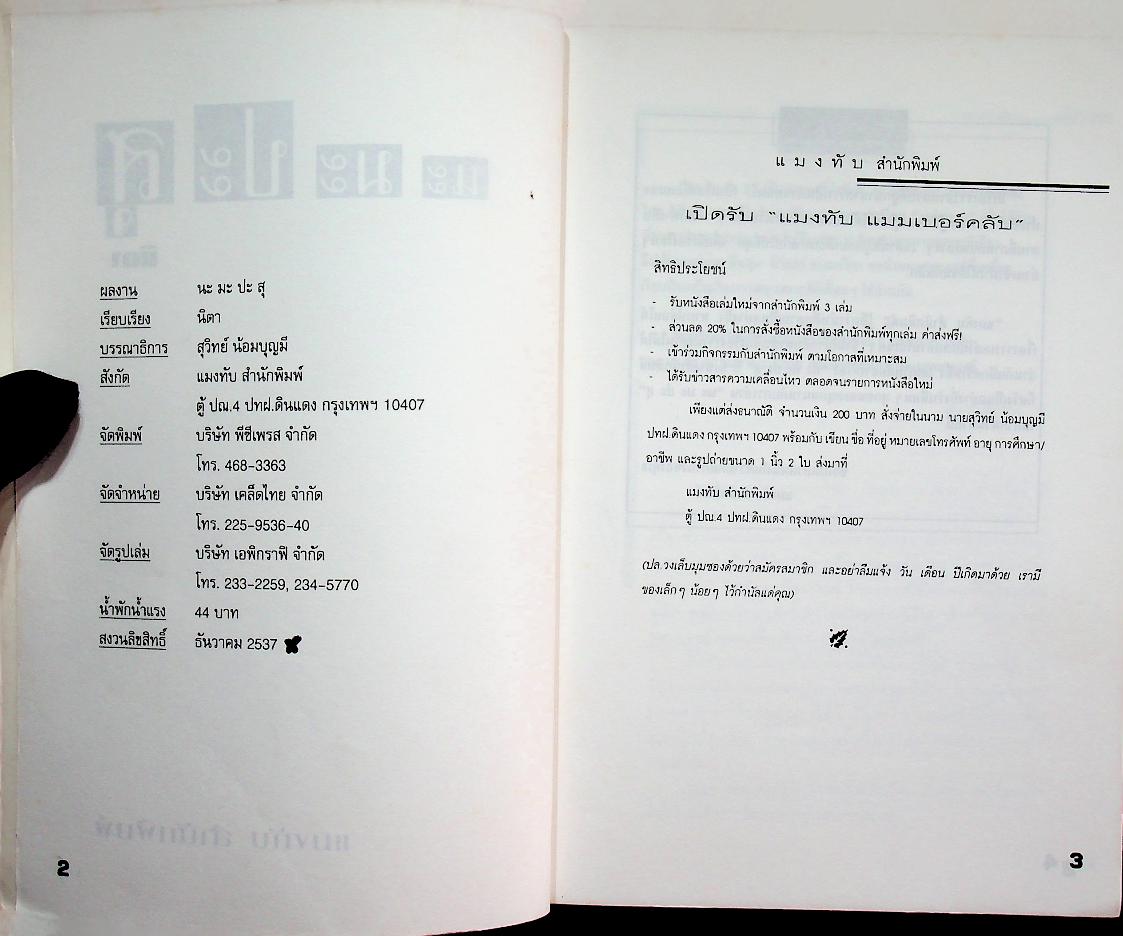 ผลงาน นะ มะ ปะ สุ
เรียบเรียง นิตา
บรรณาธิการ สุวิทย์ น้อมบุญมี
สังกัด แมงทับ สำนักพิมพ์
ตู้ ปณ.4 ปทฝ.ดินแดง กรุงเทพฯ 10407
จัดพิมพ์ บริษัท พีซีเพรส จำกัด
โทร. 468-3363
จัดจำหน่าย บริษัท เคล็ดไทย จำกัด
โทร. 225-9536-40
จัดรูปเล่ม บริษัท เอพิกราฟิ จำกัด
โทร. 233-2259, 234-5770
น้ำพักน้ำแรง 44 บาท
สงวนลิขสิทธิ์ ธันวาคม 2537
2
แมงทับ สำนักพิมพ์
เปิดรับ "แมงทับ แมมเบอร์คลับ"
สิทธิประโยชน์
- รับหนังสือเล่มใหม่จากสำนักพิมพ์ 3 เล่ม
- ส่วนลด 20% ในการสั่งซื้อหนังสือของสำนักพิมพ์ทุกเล่ม ค่าส่งฟรี!
- เข้าร่วมกิจกรรมกับสำนักพิมพ์ ตามโอกาสที่เหมาะสม
- ได้รับข่าวสารความเคลื่อนไหว ตลอดจนรายการหนังสือใหม่
เพียงแต่ส่งธนาณัติ จำนวนเงิน 200 บาท สั่งจ่ายในนาม นายสุวิทย์ น้อมบุญมี
ปทฝ.ดินแดง กรุงเทพฯ 10407 พร้อมกับ เขียน ชื่อ ที่อยู่ หมายเลขโทรศัพท์ อายุ การศึกษา/
อาชีพ และรูปถ่ายขนาด 1 นิ้ว 2 ใบ ส่งมาที่
แมงทับ สำนักพิมพ์
ตู้ ปณ.4 ปทฝ.ดินแดง กรุงเทพฯ 10407
(ปล.วงเล็บมุมซองด้วยว่าสมัครสมาชิก และอย่าลืมแจ้ง วัน เดือน ปีเกิดมาด้วย เรามี
ของเล็กๆ น้อยๆ ไว้กำนัลแด่คุณ)
3